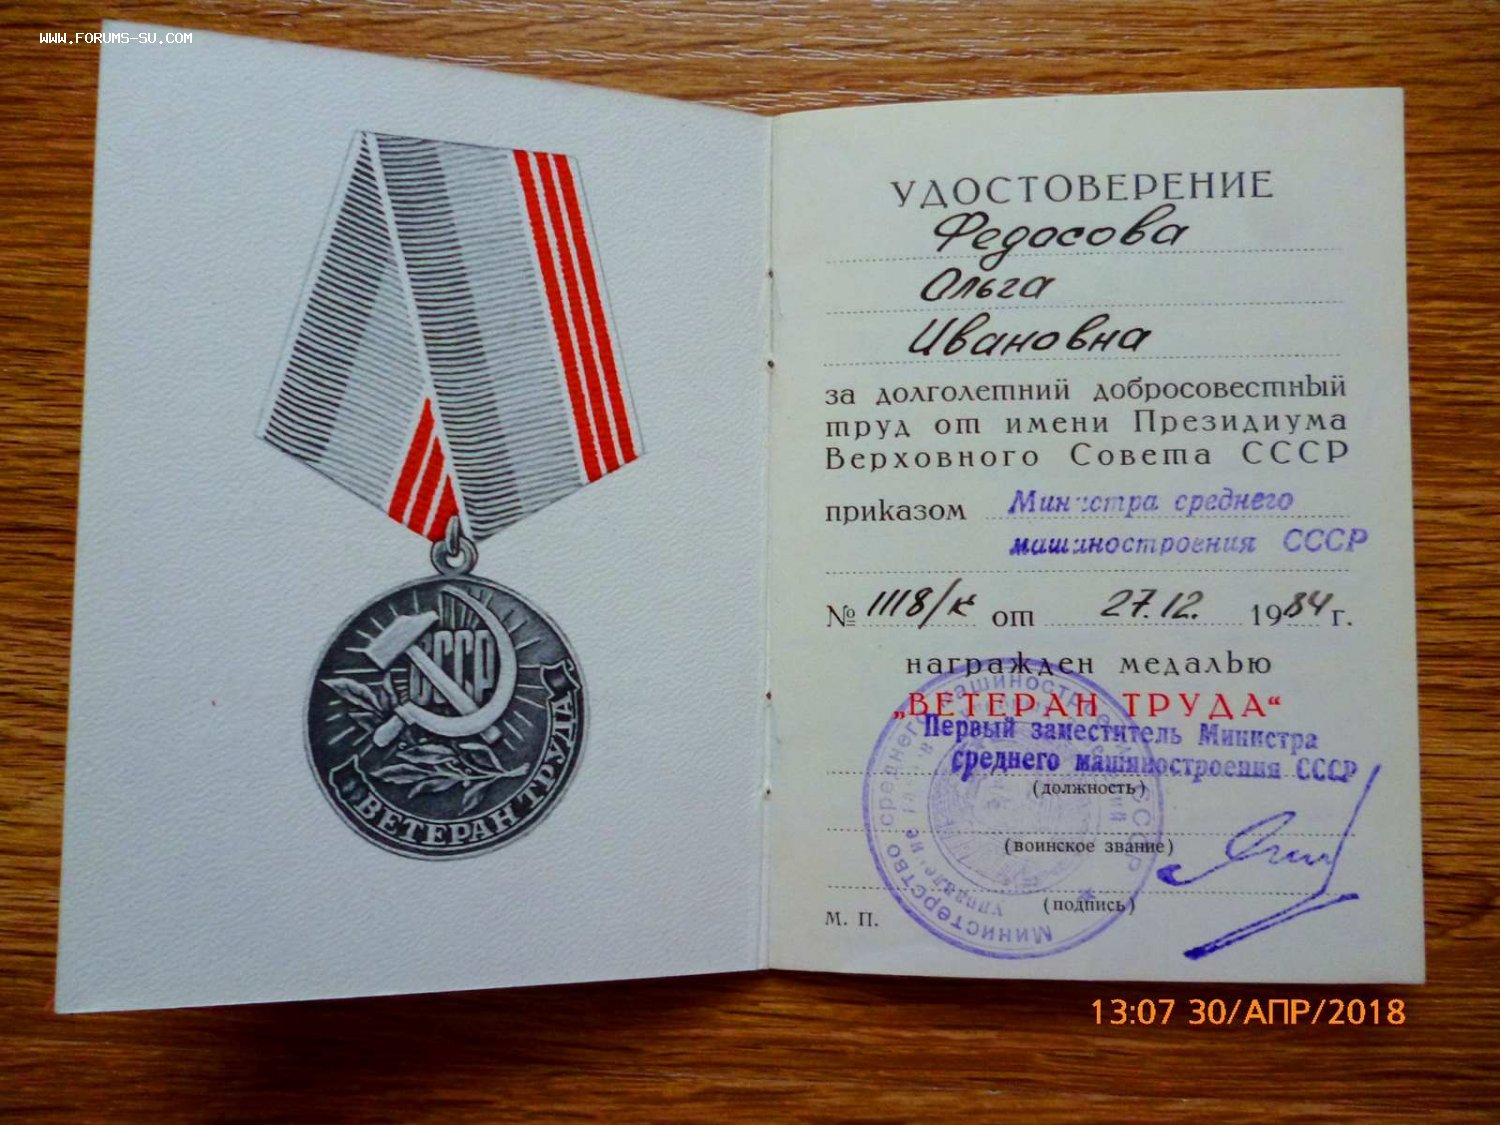 WWW.FORUMS-SU.COM
СССР
ВЕТЕРАН ТРУДА
УДОСТОВЕРЕНИЕ
Федосова
Ольга
Ивановна
за долголетний добросовестный
труд от имени Президиума
Верховного Совета СССР
приказом Министра среднего
машиностроения СССР
№ 1118/к от 27.12. 1984 г.
награжден медалью
„ВЕТЕРАН ТРУДА“
Первый заместитель Министра
среднего машиностроения СССР
(должность)
(воинское звание)
(подпись)
М. П.
Министерство среднего машиностроения СССР
13:07 30/АПР/2018